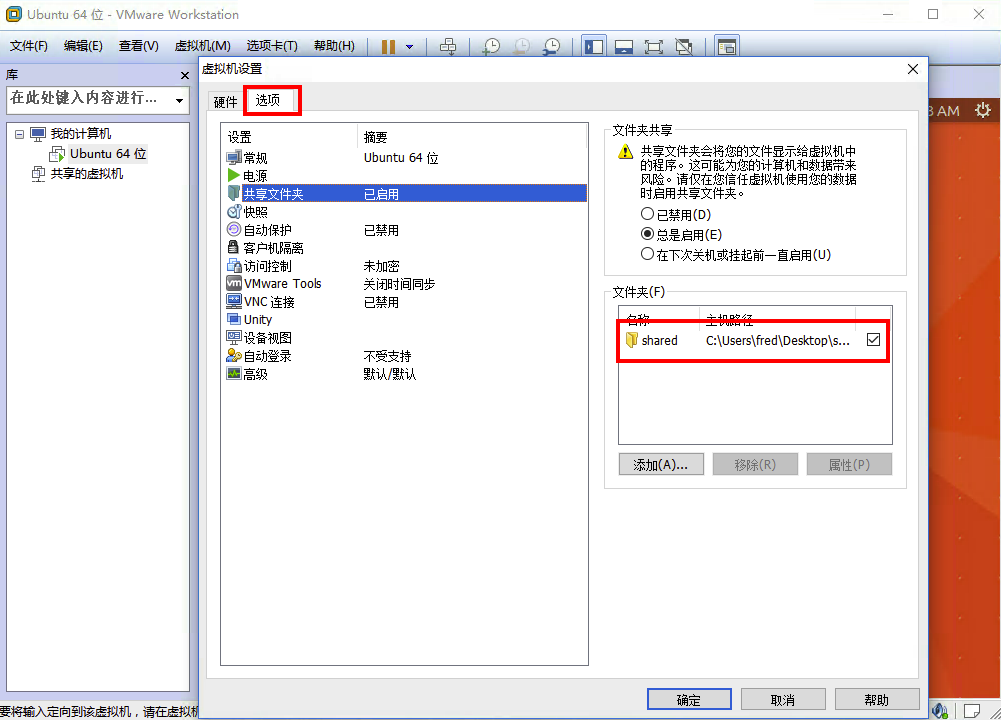 Ubuntu 64 位 - VMware Workstation
文件(F) 编辑(E) 查看(V) 虚拟机(M) 选项卡(T) 帮助(H)
库
在此处键入内容进行...
我的计算机
Ubuntu 64 位
共享的虚拟机
虚拟机设置
硬件 选项
设置 摘要
常规 Ubuntu 64 位
电源
共享文件夹 已启用
快照
自动保护 已禁用
客户机隔离
访问控制 未加密
VMware Tools 关闭时间同步
VNC 连接 已禁用
Unity
设备视图
自动登录 不受支持
高级 默认/默认
文件夹共享
共享文件夹会将您的文件显示给虚拟机中
的程序。这可能为您的计算机和数据带来
风险。请仅在您信任虚拟机使用您的数据
时启用共享文件夹。
已禁用(D)
总是启用(E)
在下次关机或挂起前一直启用(U)
文件夹(F)
名称 主机路径
shared C:\Users\fred\Desktop\s...
添加(A)... 移除(R) 属性(P)
确定 取消 帮助
AM
要将输入定向到该虚拟机，请在虚拟机